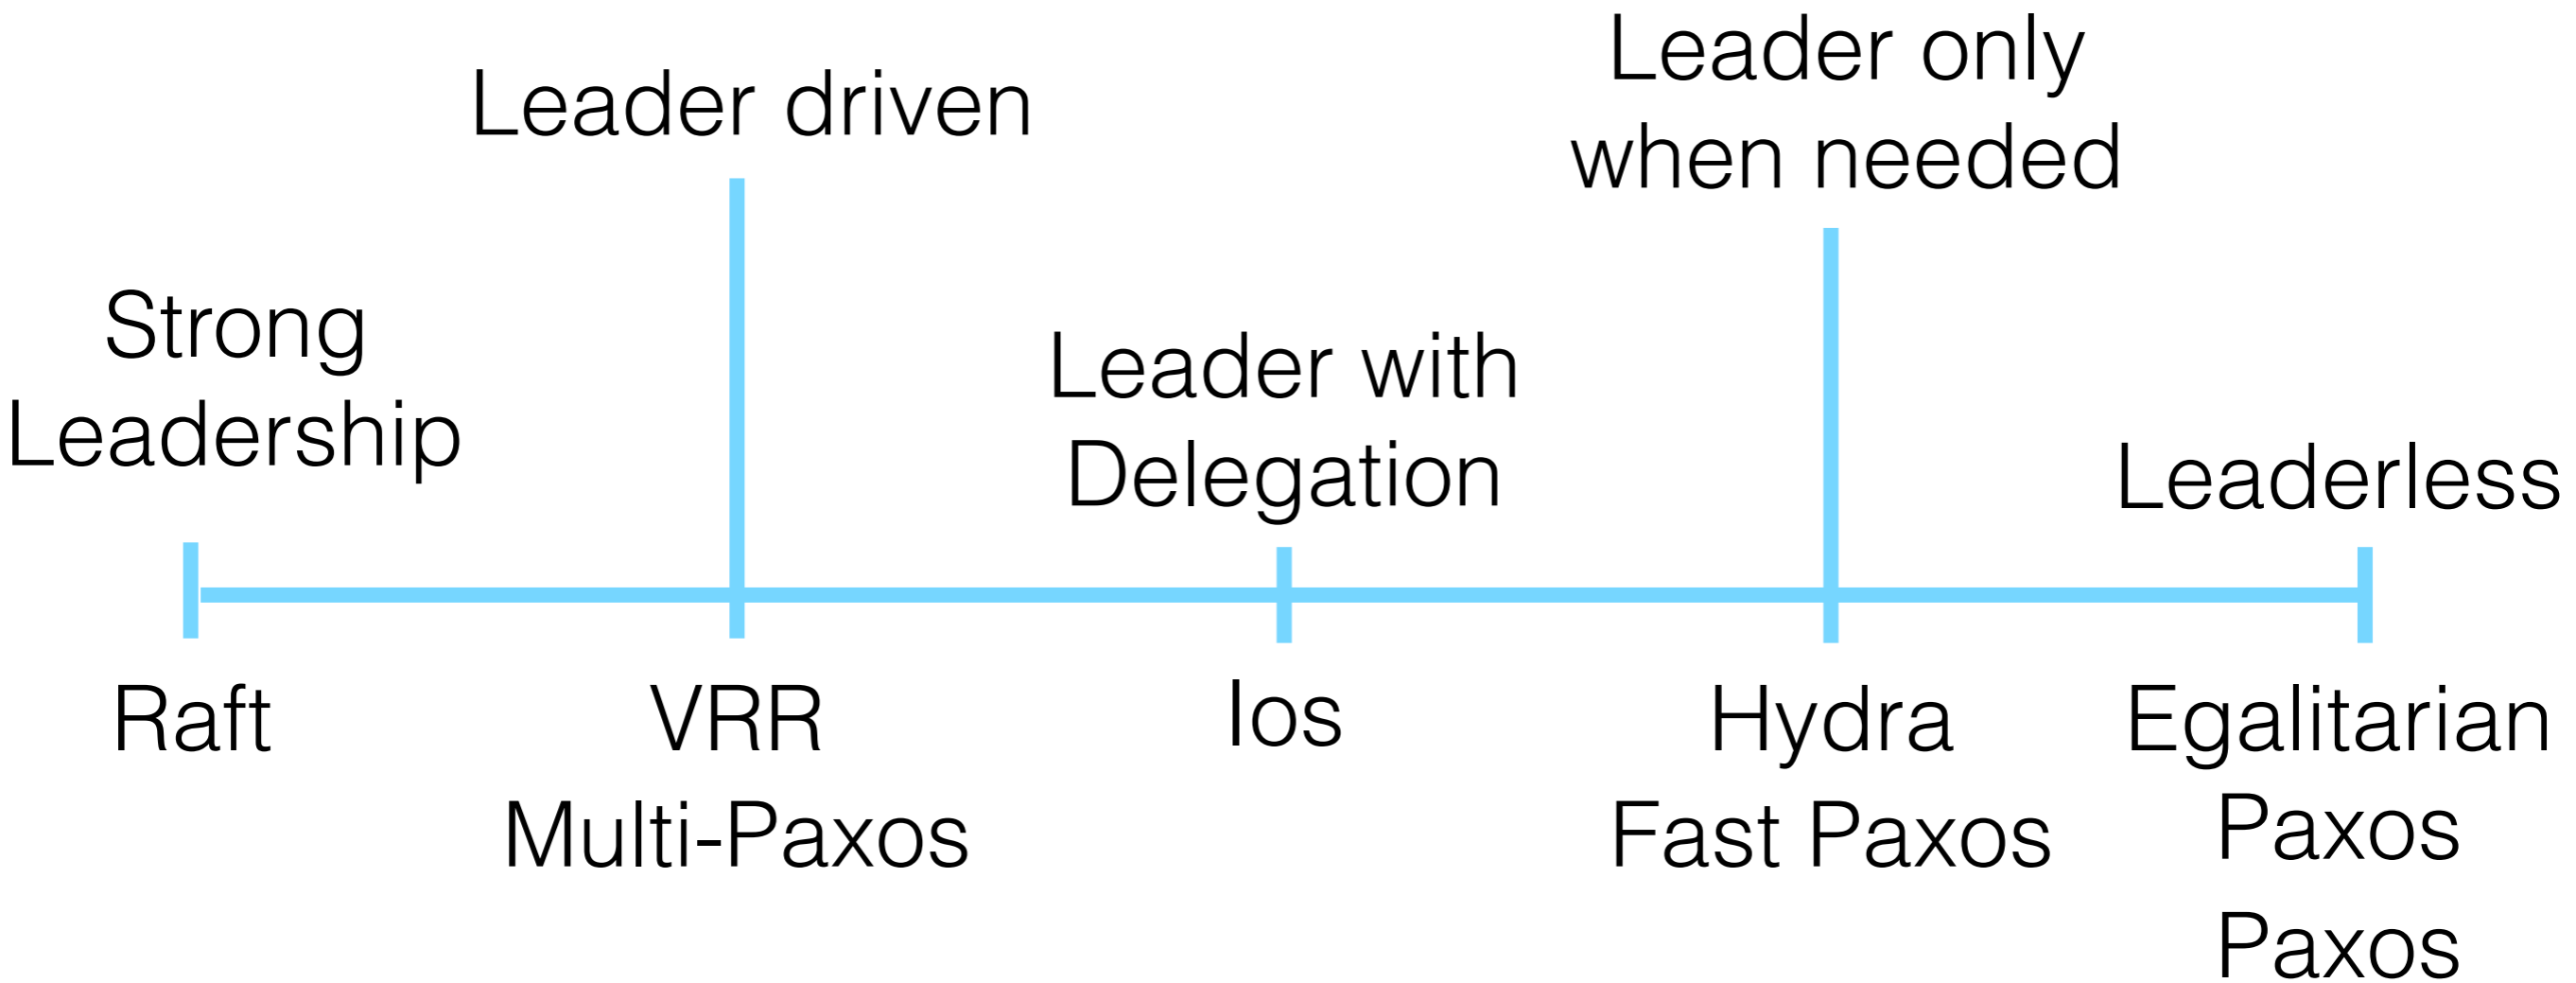 Strong
Leadership
Leader driven
Leader with
Delegation
Leader only
when needed
Leaderless
Raft
VRR
Multi-Paxos
Ios
Hydra
Fast Paxos
Egalitarian
Paxos
Paxos